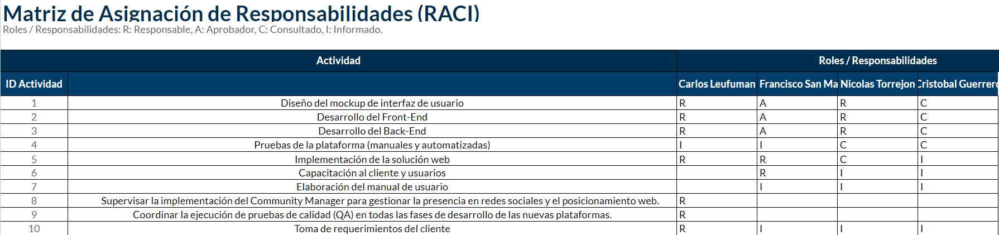 Matriz de Asignación de Responsabilidades (RACI)
Roles / Responsabilidades: R: Responsable, A: Aprobador, C: Consultado, I: Informado.
Actividad Roles / Responsabilidades
ID Actividad Carlos Leufuman Francisco San Ma Nicolas Torrejon Cristobal Guerrero
1 Diseño del mockup de interfaz de usuario R A R C
2 Desarrollo del Front-End R A R C
3 Desarrollo del Back-End R A R C
4 Pruebas de la plataforma (manuales y automatizadas) I I C C
5 Implementación de la solución web R R C I
6 Capacitación al cliente y usuarios R I I
7 Elaboración del manual de usuario I I I
8 Supervisar la implementación del Community Manager para gestionar la presencia en redes sociales y el posicionamiento web. R
9 Coordinar la ejecución de pruebas de calidad (QA) en todas las fases de desarrollo de las nuevas plataformas. R
10 Toma de requerimientos del cliente R I I I